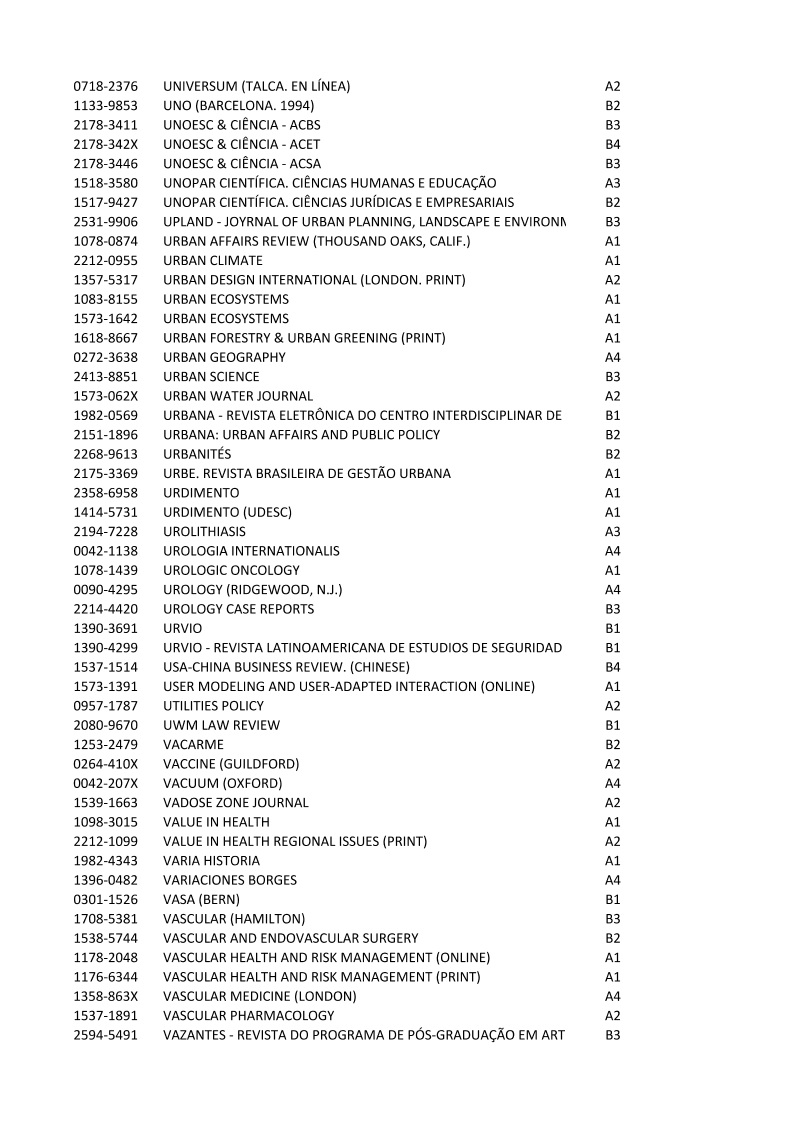 0718-2376 UNIVERSUM (TALCA. EN LÍNEA) A2
1133-9853 UNO (BARCELONA. 1994) B2
2178-3411 UNOESC & CIÊNCIA - ACBS B3
2178-342X UNOESC & CIÊNCIA - ACET B4
2178-3446 UNOESC & CIÊNCIA - ACSA B3
1518-3580 UNOPAR CIENTÍFICA. CIÊNCIAS HUMANAS E EDUCAÇÃO A3
1517-9427 UNOPAR CIENTÍFICA. CIÊNCIAS JURÍDICAS E EMPRESARIAIS B2
2531-9906 UPLAND - JOYRNAL OF URBAN PLANNING, LANDSCAPE E ENVIRONM B3
1078-0874 URBAN AFFAIRS REVIEW (THOUSAND OAKS, CALIF.) A1
2212-0955 URBAN CLIMATE A1
1357-5317 URBAN DESIGN INTERNATIONAL (LONDON. PRINT) A2
1083-8155 URBAN ECOSYSTEMS A1
1573-1642 URBAN ECOSYSTEMS A1
1618-8667 URBAN FORESTRY & URBAN GREENING (PRINT) A1
0272-3638 URBAN GEOGRAPHY A4
2413-8851 URBAN SCIENCE B3
1573-062X URBAN WATER JOURNAL A2
1982-0569 URBANA - REVISTA ELETRÔNICA DO CENTRO INTERDISCIPLINAR DE B1
2151-1896 URBANA: URBAN AFFAIRS AND PUBLIC POLICY B2
2268-9613 URBANITÉS B2
2175-3369 URBE. REVISTA BRASILEIRA DE GESTÃO URBANA A1
2358-6958 URDIMENTO A1
1414-5731 URDIMENTO (UDESC) A1
2194-7228 UROLITHIASIS A3
0042-1138 UROLOGIA INTERNATIONALIS A4
1078-1439 UROLOGIC ONCOLOGY A1
0090-4295 UROLOGY (RIDGEWOOD, N.J.) A4
2214-4420 UROLOGY CASE REPORTS B3
1390-3691 URVIO B1
1390-4299 URVIO - REVISTA LATINOAMERICANA DE ESTUDIOS DE SEGURIDAD B1
1537-1514 USA-CHINA BUSINESS REVIEW. (CHINESE) B4
1573-1391 USER MODELING AND USER-ADAPTED INTERACTION (ONLINE) A1
0957-1787 UTILITIES POLICY A2
2080-9670 UWM LAW REVIEW B1
1253-2479 VACARME B2
0264-410X VACCINE (GUILDFORD) A2
0042-207X VACUUM (OXFORD) A4
1539-1663 VADOSE ZONE JOURNAL A2
1098-3015 VALUE IN HEALTH A1
2212-1099 VALUE IN HEALTH REGIONAL ISSUES (PRINT) A2
1982-4343 VARIA HISTORIA A1
1396-0482 VARIACIONES BORGES A4
0301-1526 VASA (BERN) B1
1708-5381 VASCULAR (HAMILTON) B3
1538-5744 VASCULAR AND ENDOVASCULAR SURGERY B2
1178-2048 VASCULAR HEALTH AND RISK MANAGEMENT (ONLINE) A1
1176-6344 VASCULAR HEALTH AND RISK MANAGEMENT (PRINT) A1
1358-863X VASCULAR MEDICINE (LONDON) A4
1537-1891 VASCULAR PHARMACOLOGY A2
2594-5491 VAZANTES - REVISTA DO PROGRAMA DE PÓS-GRADUAÇÃO EM ART B3